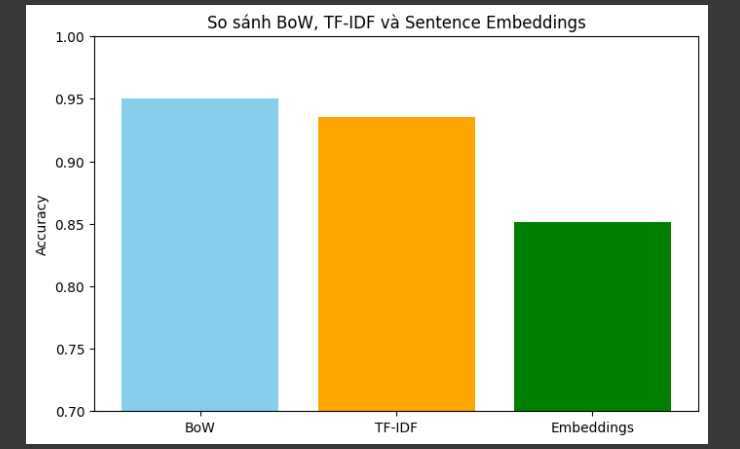 So sánh BoW, TF-IDF và Sentence Embeddings
1.00
0.95
0.90
0.85
0.80
0.75
0.70
Accuracy
BoW
TF-IDF
Embeddings